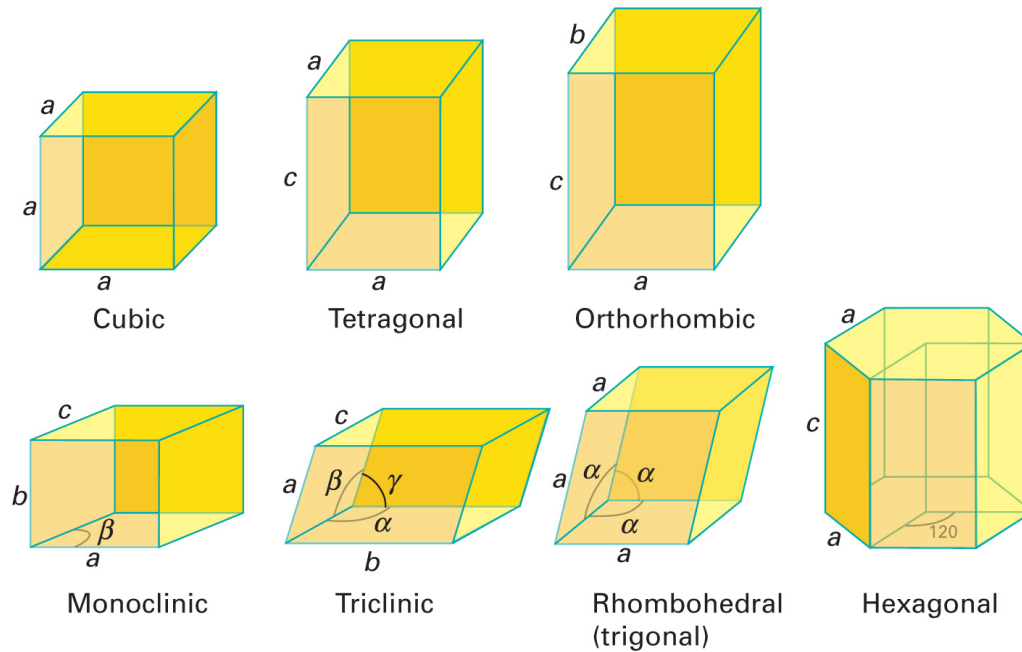 a
a
a
Cubic
a
c
a
Tetragonal
b
c
Orthorhombic
c
b
β
a
Monoclinic
c
a
β
γ
α
b
Triclinic
a
α
α
a
α
a
Rhombohedral
(trigonal)
a
c
a
120
Hexagonal